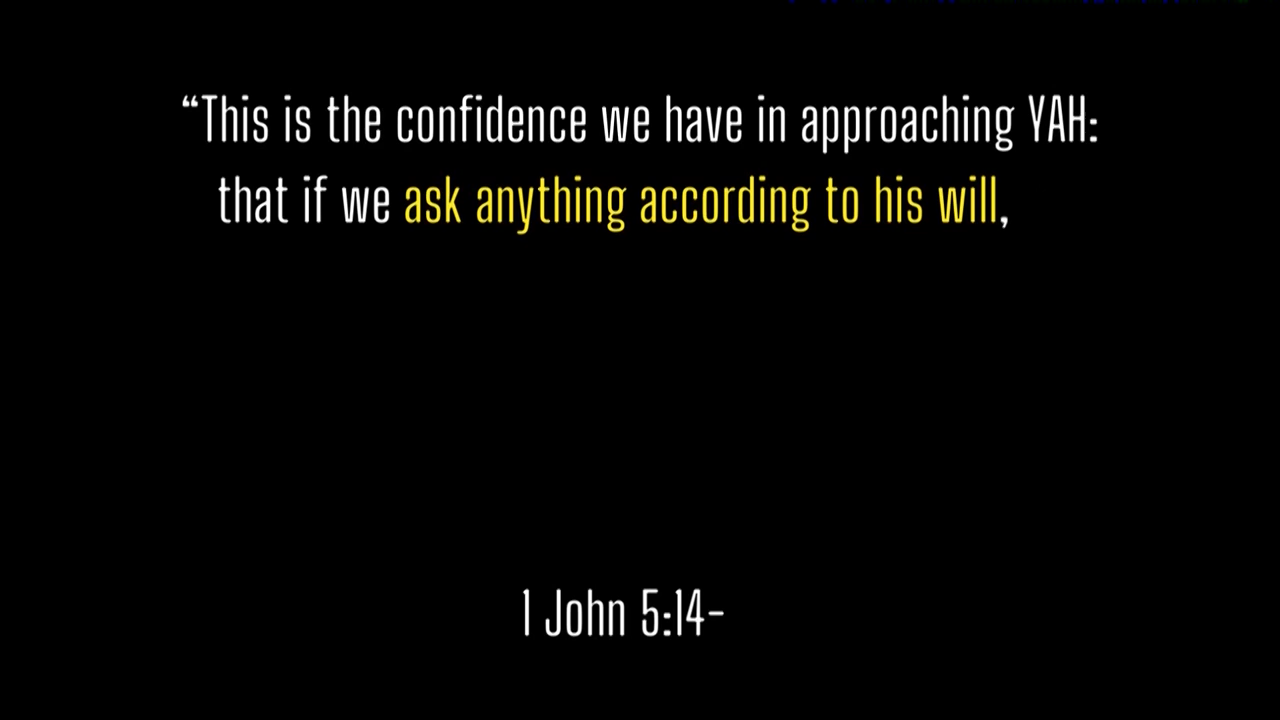 “This is the confidence we have in approaching YAH:
that if we ask anything according to his will,
1 John 5:14-